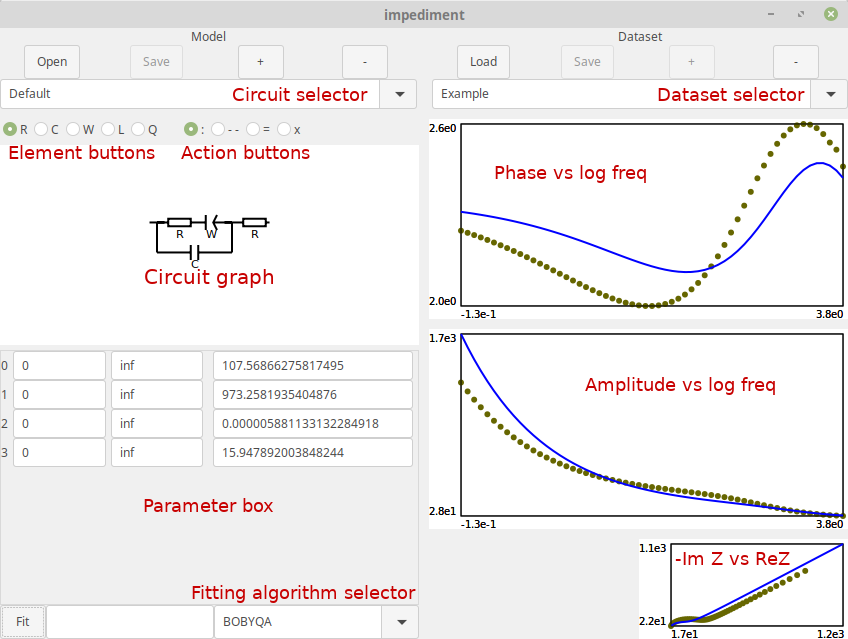 impediment
Model
Dataset
Open Save + -
Load Save + -
Default Circuit selector
Example Dataset selector
R C W L Q : -- = x
Element buttons Action buttons
R W R
C
Circuit graph
0 0 inf 107.56866275817495
1 0 inf 973.2581935404876
2 0 inf 0.000005881133132284918
3 0 inf 15.947892003848244
Parameter box
Fitting algorithm selector
Fit BOBYQA
2.6e0
Phase vs log freq
2.0e0
-1.3e-1 3.8e0
1.7e3
Amplitude vs log freq
2.8e1
-1.3e-1 3.8e0
1.1e3
-Im Z vs ReZ
2.2e1
1.7e1 1.2e3